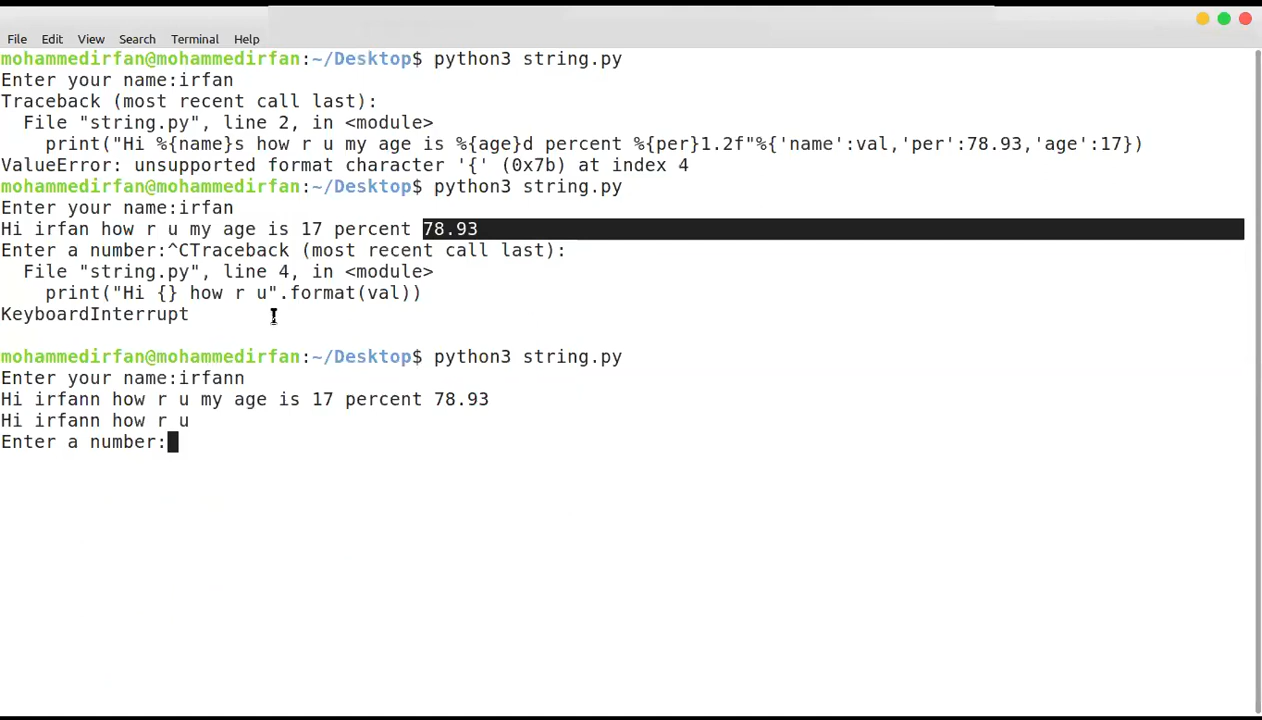 File Edit View Search Terminal Help
mohammedirfan@mohammedirfan:~/Desktop$ python3 string.py
Enter your name:irfan
Traceback (most recent call last):
  File "string.py", line 2, in <module>
    print("Hi %{name}s how r u my age is %{age}d percent %{per}1.2f"%{'name':val,'per':78.93,'age':17})
ValueError: unsupported format character '{' (0x7b) at index 4
mohammedirfan@mohammedirfan:~/Desktop$ python3 string.py
Enter your name:irfan
Hi irfan how r u my age is 17 percent 78.93
Enter a number:^CTraceback (most recent call last):
  File "string.py", line 4, in <module>
    print("Hi {} how r u".format(val))
KeyboardInterrupt
mohammedirfan@mohammedirfan:~/Desktop$ python3 string.py
Enter your name:irfann
Hi irfann how r u my age is 17 percent 78.93
Hi irfann how r u
Enter a number: